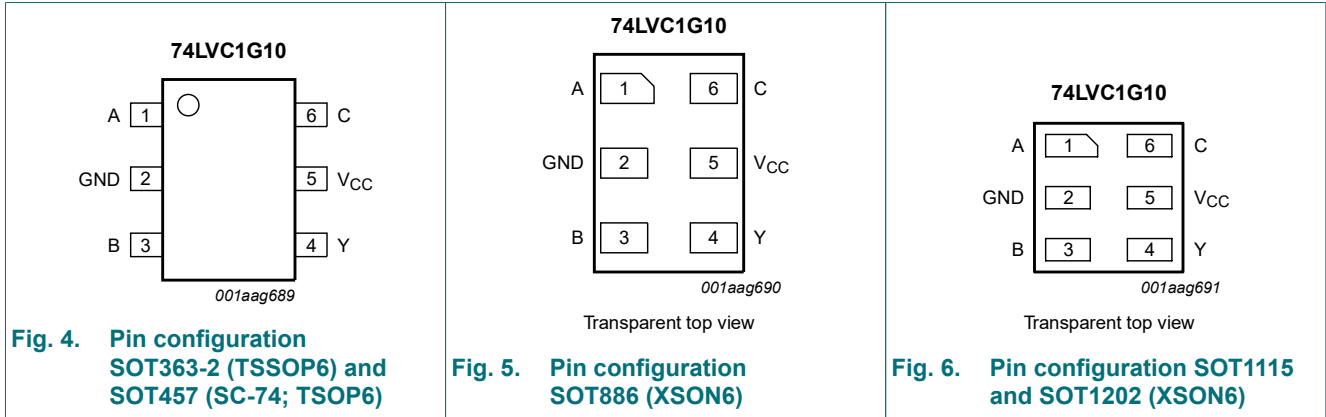 74LVC1G10
A 1 6 C
GND 2 5 VCC
B 3 4 Y
001aag689
Fig. 4. Pin configuration
SOT363-2 (TSSOP6) and
SOT457 (SC-74; TSOP6)
74LVC1G10
A 1 6 C
GND 2 5 VCC
B 3 4 Y
001aag690
Transparent top view
Fig. 5. Pin configuration
SOT886 (XSON6)
74LVC1G10
A 1 6 C
GND 2 5 VCC
B 3 4 Y
001aag691
Transparent top view
Fig. 6. Pin configuration SOT1115
and SOT1202 (XSON6)